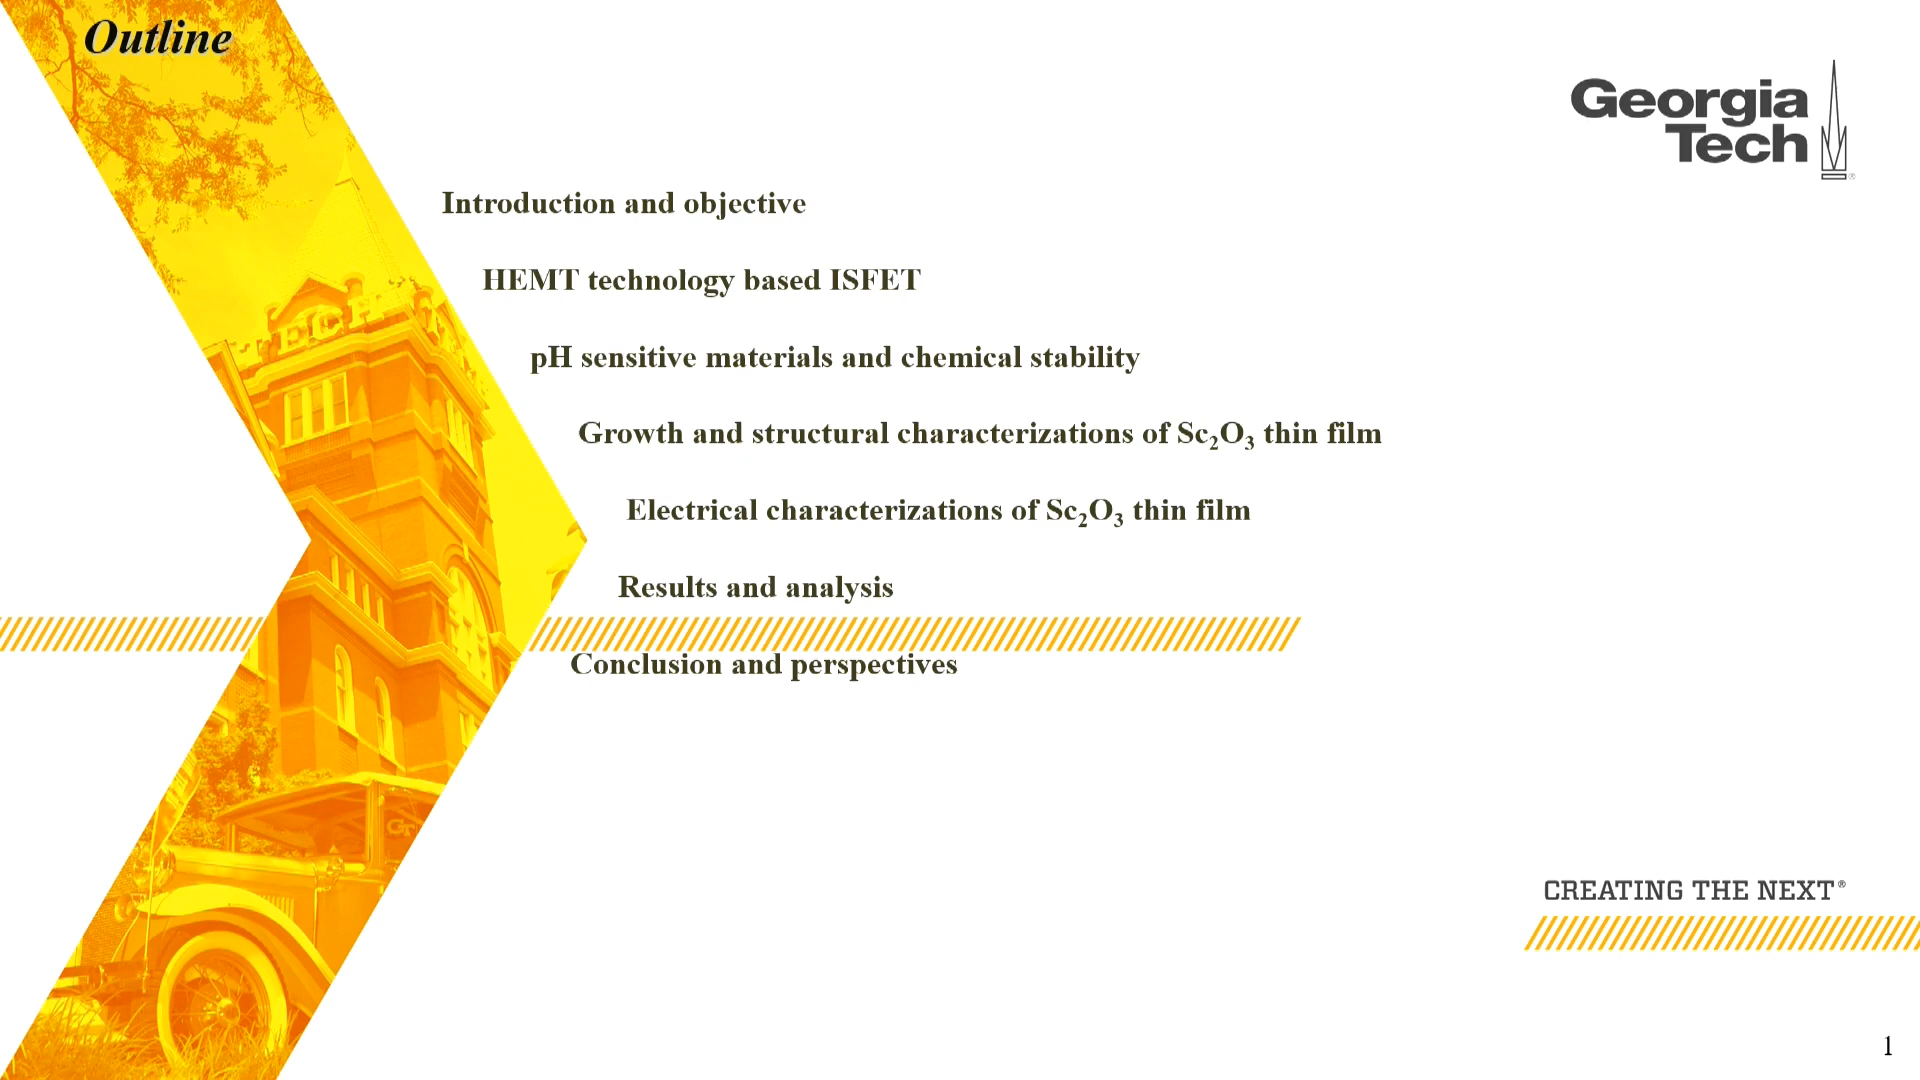 Outline
Georgia
Tech
®
Introduction and objective
HEMT technology based ISFET
pH sensitive materials and chemical stability
Growth and structural characterizations of Sc₂O₃ thin film
Electrical characterizations of Sc₂O₃ thin film
Results and analysis
Conclusion and perspectives
TECH
GT
CREATING THE NEXT®
1